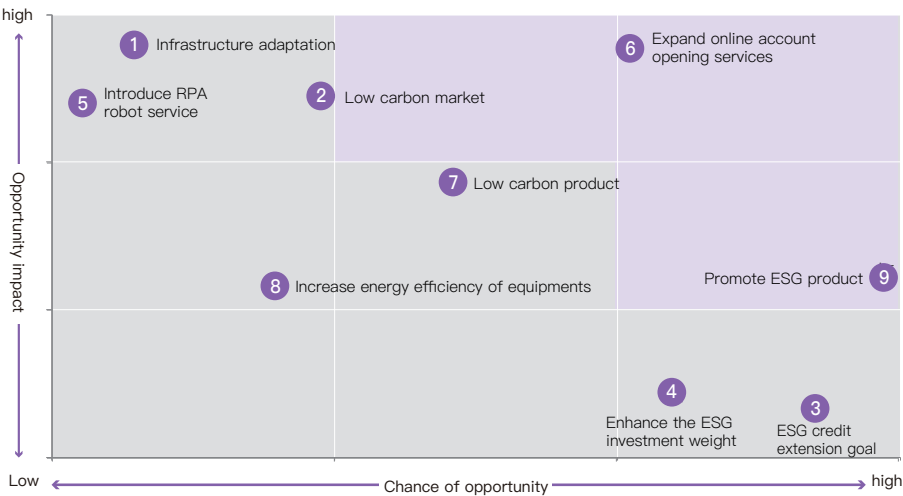 high
1 Infrastructure adaptation
6 Expand online account
opening services
5 Introduce RPA
robot service
2 Low carbon market
7 Low carbon product
Opportunity impact
8 Increase energy efficiency of equipments
Promote ESG product 9
4
Enhance the ESG
investment weight
3
ESG credit
extension goal
Low
Chance of opportunity
high